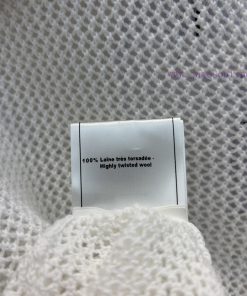 100% Laine très torsadée -
Highly twisted wool